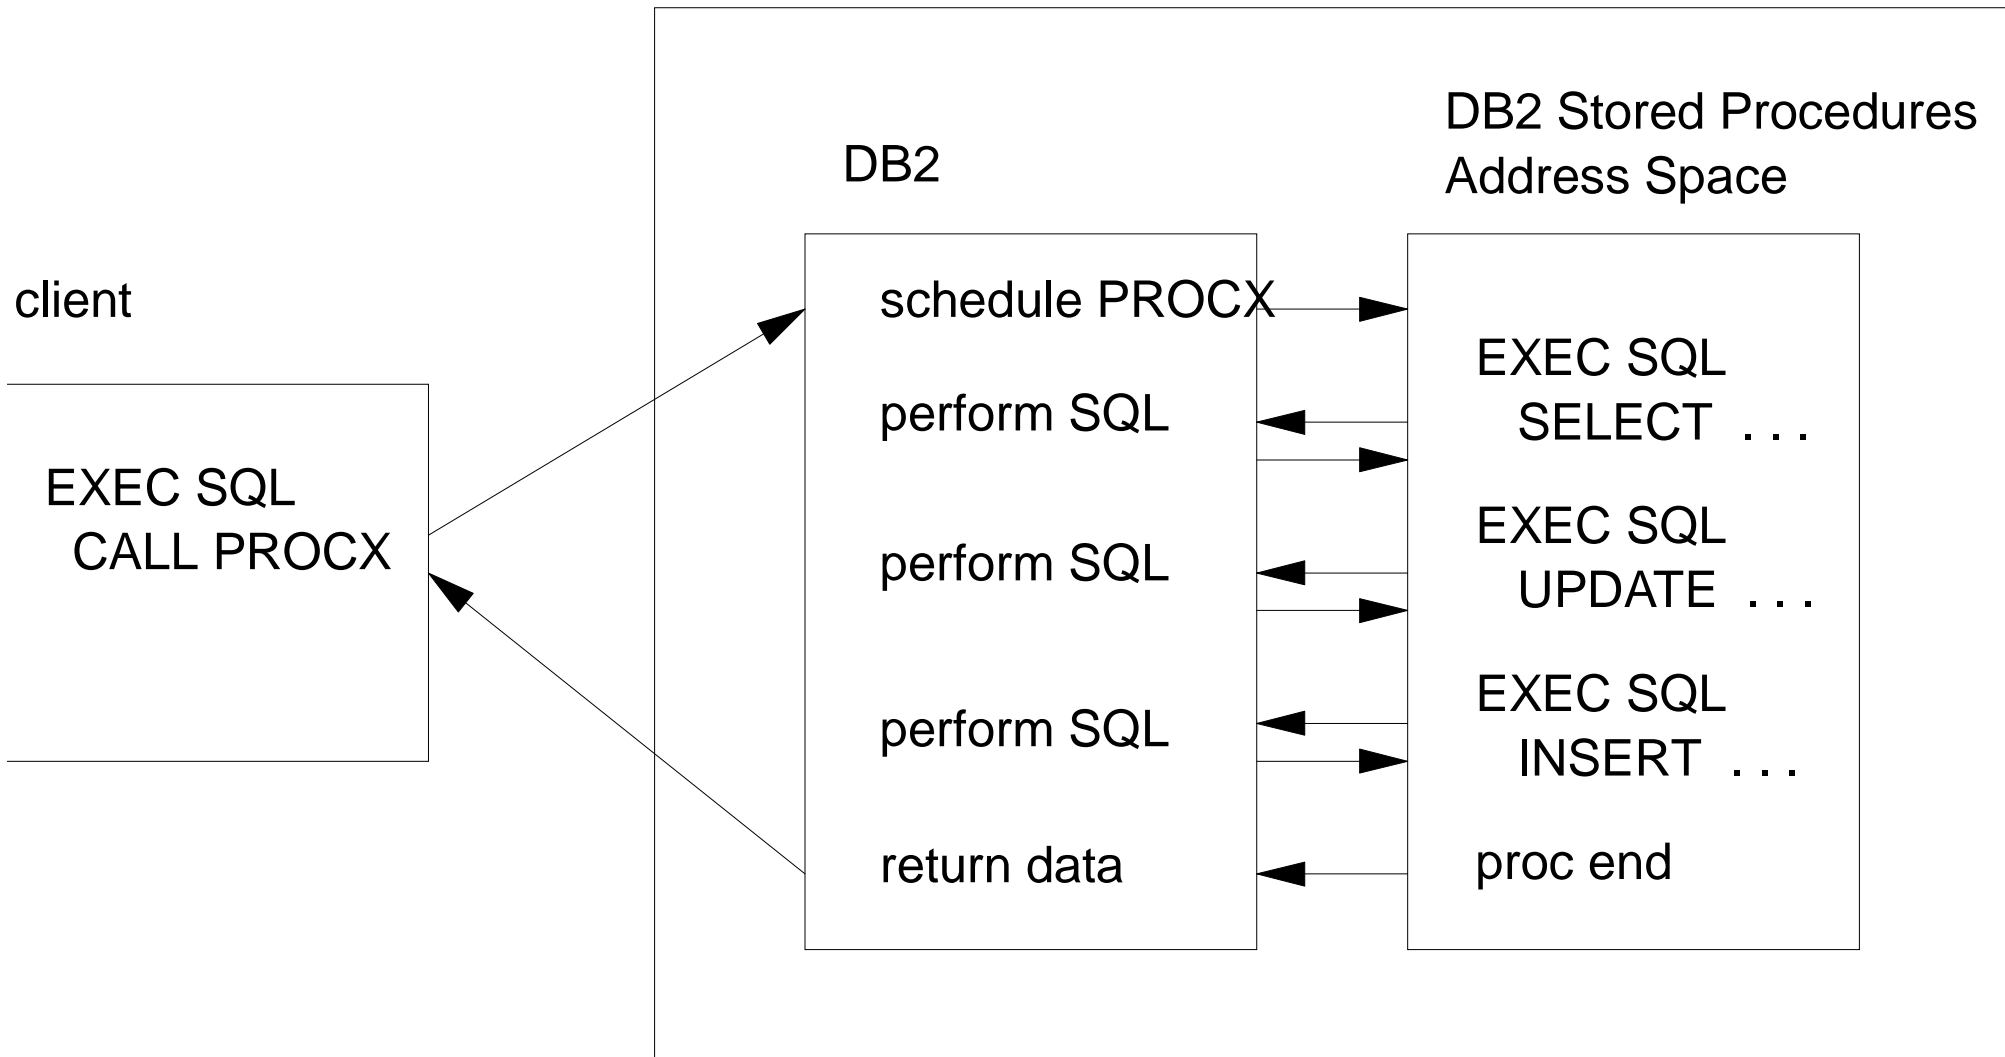 DB2 Stored Procedures
Address Space
DB2
client
EXEC SQL
CALL PROCX
schedule PROCX
perform SQL
perform SQL
perform SQL
return data
EXEC SQL
SELECT . . .
EXEC SQL
UPDATE . . .
EXEC SQL
INSERT . . .
proc end